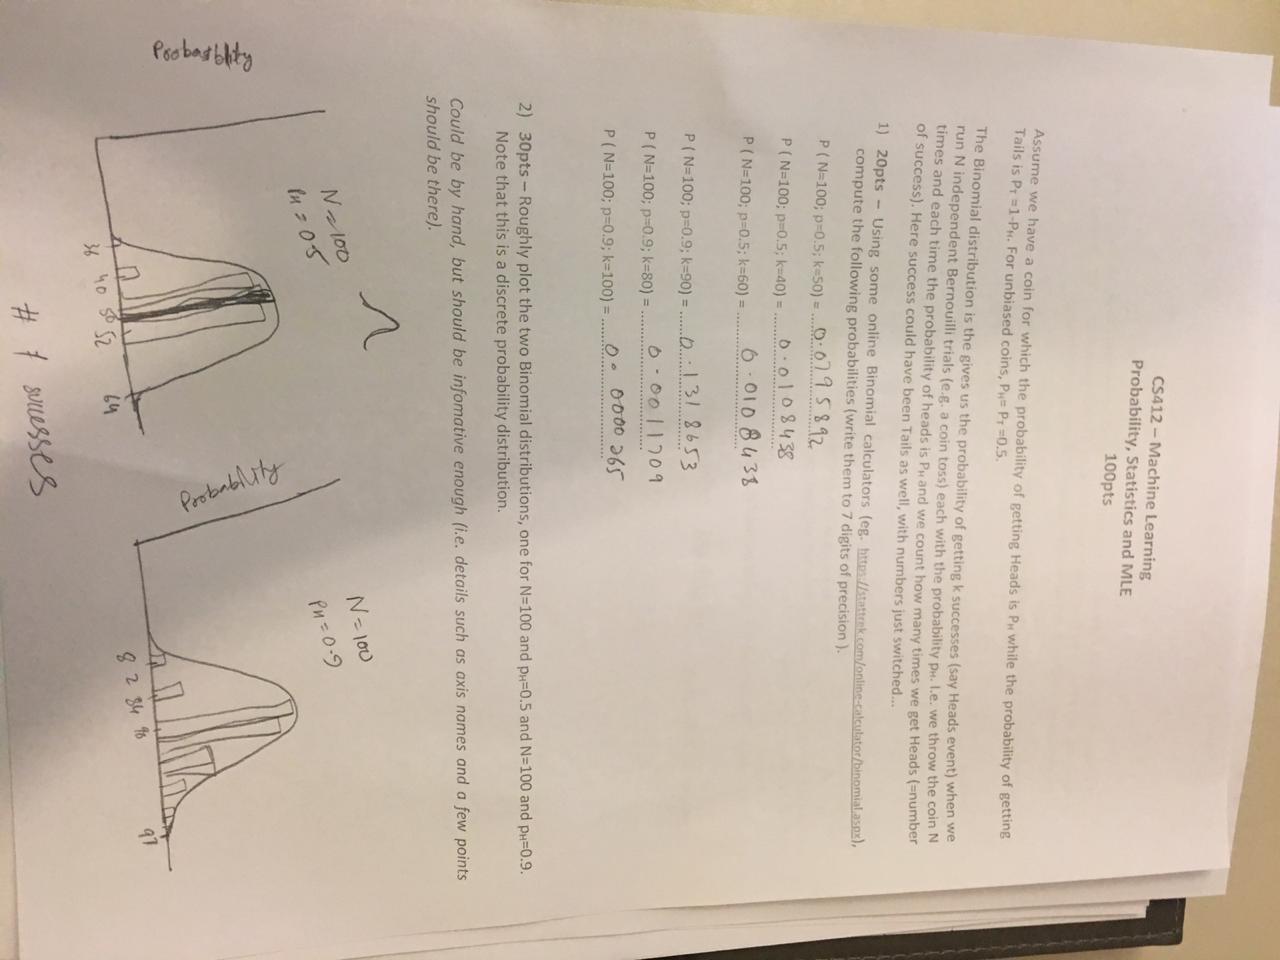 CS412 – Machine Learning
Probability, Statistics and MLE
100pts
Assume we have a coin for which the probability of getting Heads is PH while the probability of getting
Tails is PT =1-PH. For unbiased coins, PH= PT =0.5.
The Binomial distribution is the gives us the probability of getting k successes (say Heads event) when we
run N independent Bernouilli trials (e.g. a coin toss) each with the probability pH. I.e. we throw the coin N
times and each time the probability of heads is PH and we count how many times we get Heads (=number
of success). Here success could have been Tails as well, with numbers just switched...
1) 20pts – Using some online Binomial calculators (eg. https://stattrek.com/online-calculator/binomial.aspx),
compute the following probabilities (write them to 7 digits of precision ).
P ( N=100; p=0.5; k=50) = 0.0795892
P ( N=100; p=0.5; k=40) = 0.0108438
P ( N=100; p=0.5; k=60) = 0.0108438
P ( N=100; p=0.9; k=90) = 0.1318653
P ( N=100; p=0.9; k=80) = 0.0011709
P ( N=100; p=0.9; k=100) = 0.0000265
2) 30pts – Roughly plot the two Binomial distributions, one for N=100 and pH=0.5 and N=100 and pH=0.9.
Note that this is a discrete probability distribution.
Could be by hand, but should be infomative enough (i.e. details such as axis names and a few points
should be there).
N=100
PH = 0.5
Probability
36 40 50 52 64
N=100
PH = 0.9
Probability
82 84 90 97
# of successes